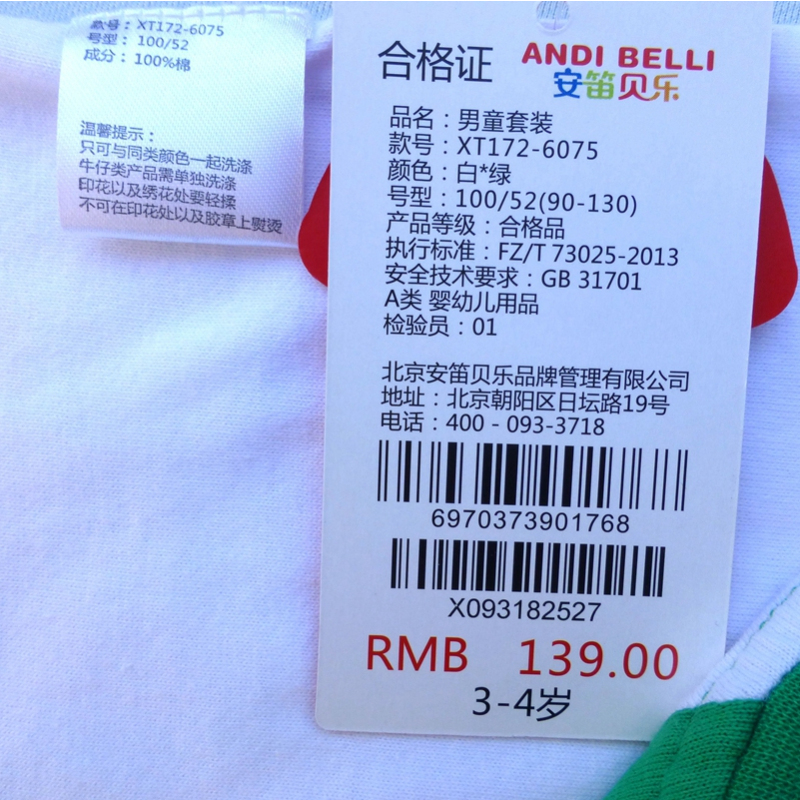 款号: XT172-6075
号型: 100/52
成分: 100%棉
温馨提示:
只可与同类颜色一起洗涤
牛仔类产品需单独洗涤
印花以及绣花处要轻揉
不可在印花处以及胶章上熨烫
合格证
ANDI BELLI
安笛贝乐
品名:男童套装
款号:XT172-6075
颜色:白*绿
号型:100/52(90-130)
产品等级:合格品
执行标准:FZ/T 73025-2013
安全技术要求:GB 31701
A类 婴幼儿用品
检验员:01
北京安笛贝乐品牌管理有限公司
地址:北京朝阳区日坛路19号
电话:400 - 093-3718
6970373901768
X093182527
RMB 139.00
3-4岁